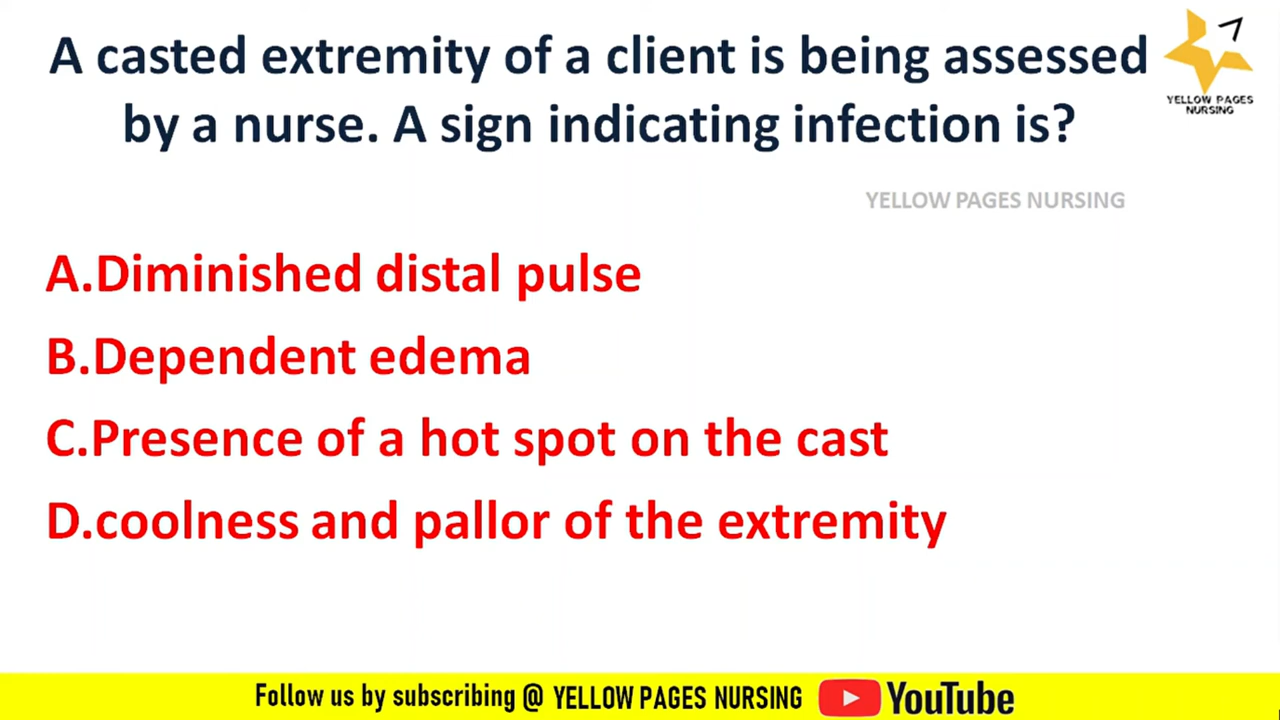 A casted extremity of a client is being assessed
by a nurse. A sign indicating infection is?
YELLOW PAGES
NURSING
YELLOW PAGES NURSING
A.Diminished distal pulse
B.Dependent edema
C.Presence of a hot spot on the cast
D.coolness and pallor of the extremity
Follow us by subscribing @ YELLOW PAGES NURSING YouTube